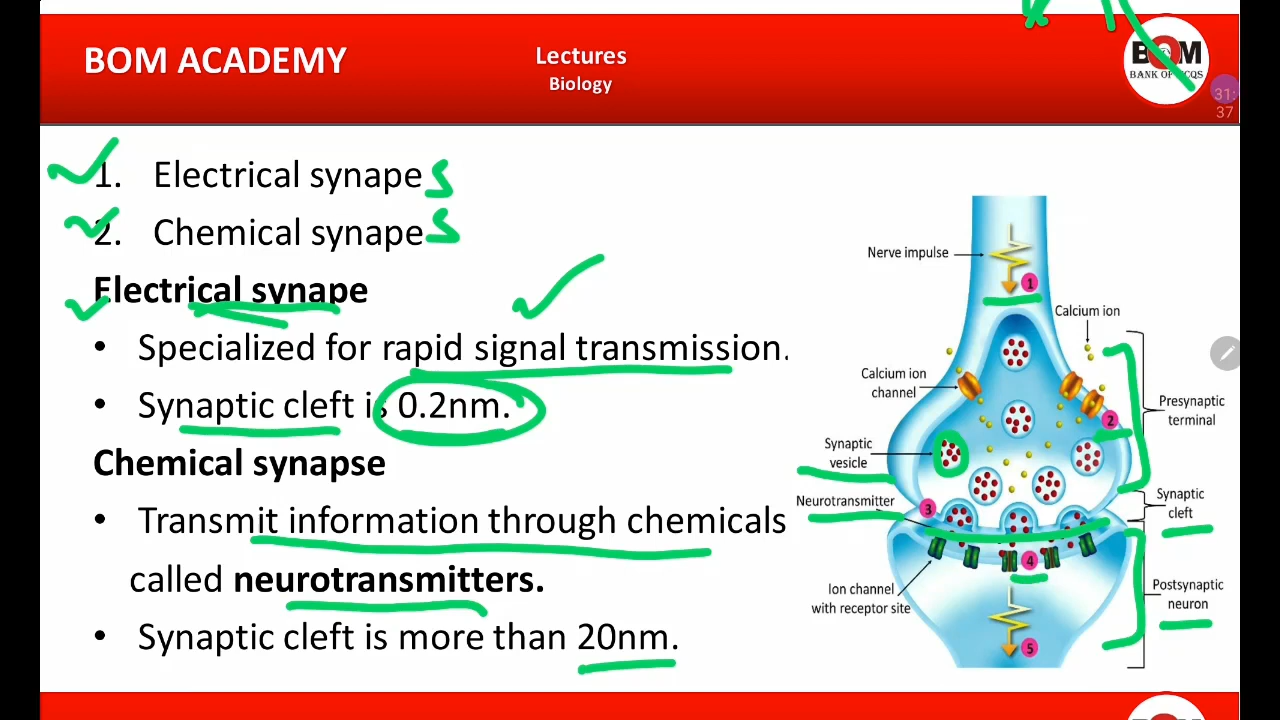 BOM ACADEMY
Lectures
Biology
BOM
BANK OF MCQS
31:
37
1. Electrical synape s
2. Chemical synape s
Electrical synape
• Specialized for rapid signal transmission.
• Synaptic cleft is 0.2nm.
Chemical synapse
• Transmit information through chemicals
called neurotransmitters.
• Synaptic cleft is more than 20nm.
Nerve impulse
1
Calcium ion
Calcium ion
channel
2
Presynaptic
terminal
Synaptic
vesicle
Neurotransmitter
3
Synaptic
cleft
4
Ion channel
with receptor site
Postsynaptic
neuron
5
BOM